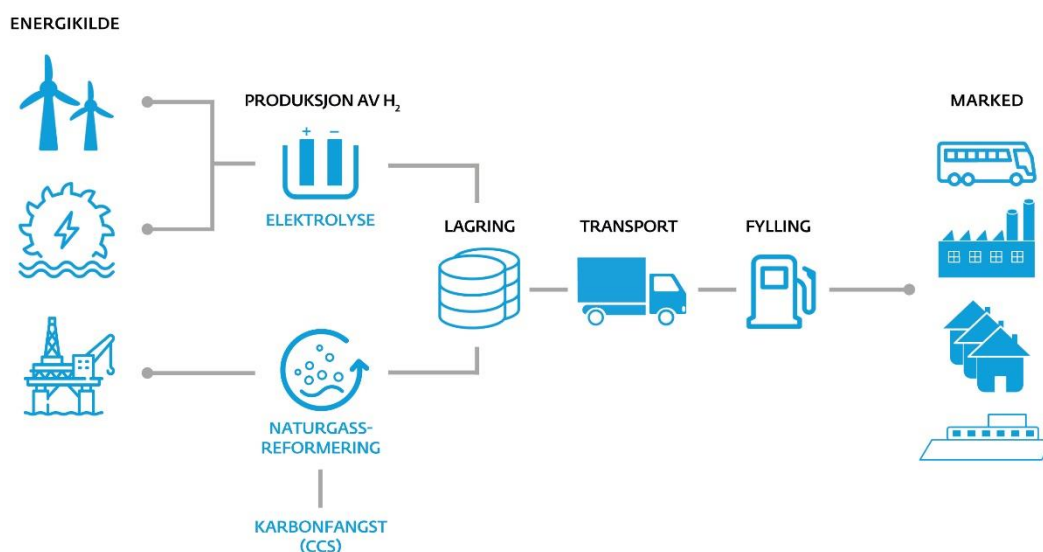 ENERGIKILDE
PRODUKSJON AV H₂
+ −
ELEKTROLYSE
NATURGASS-
REFORMERING
KARBONFANGST
(CCS)
LAGRING
TRANSPORT
FYLLING
MARKED